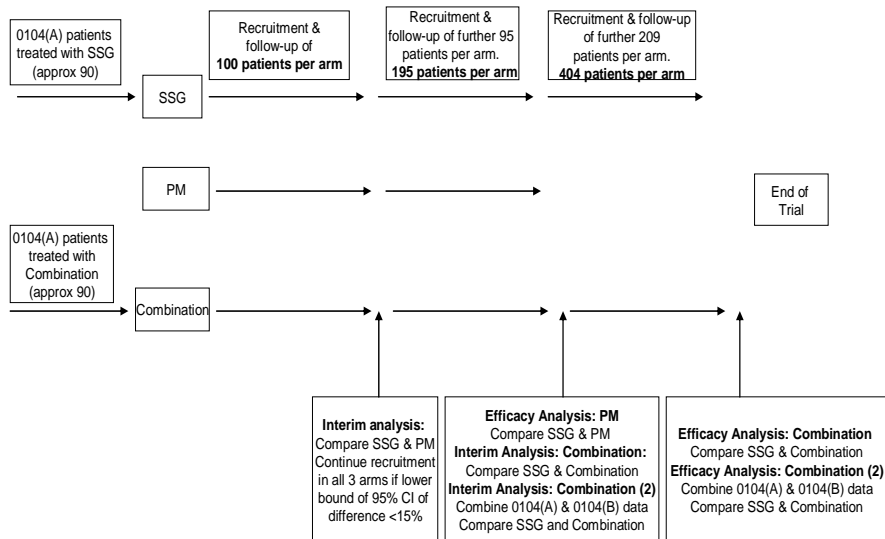 0104(A) patients
treated with SSG
(approx 90)
Recruitment &
follow-up of
100 patients per arm
Recruitment &
follow-up of further 95
patients per arm.
195 patients per arm
Recruitment & follow-up
of further 209
patients per arm.
404 patients per arm
SSG
PM
End of
Trial
0104(A) patients
treated with
Combination
(approx 90)
Combination
Interim analysis:
Compare SSG & PM
Continue recruitment
in all 3 arms if lower
bound of 95% CI of
difference <15%
Efficacy Analysis: PM
Compare SSG & PM
Interim Analysis: Combination:
Compare SSG & Combination
Interim Analysis: Combination (2)
Combine 0104(A) & 0104(B) data
Compare SSG and Combination
Efficacy Analysis: Combination
Compare SSG & Combination
Efficacy Analysis: Combination (2)
Combine 0104(A) & 0104(B) data
Compare SSG & Combination